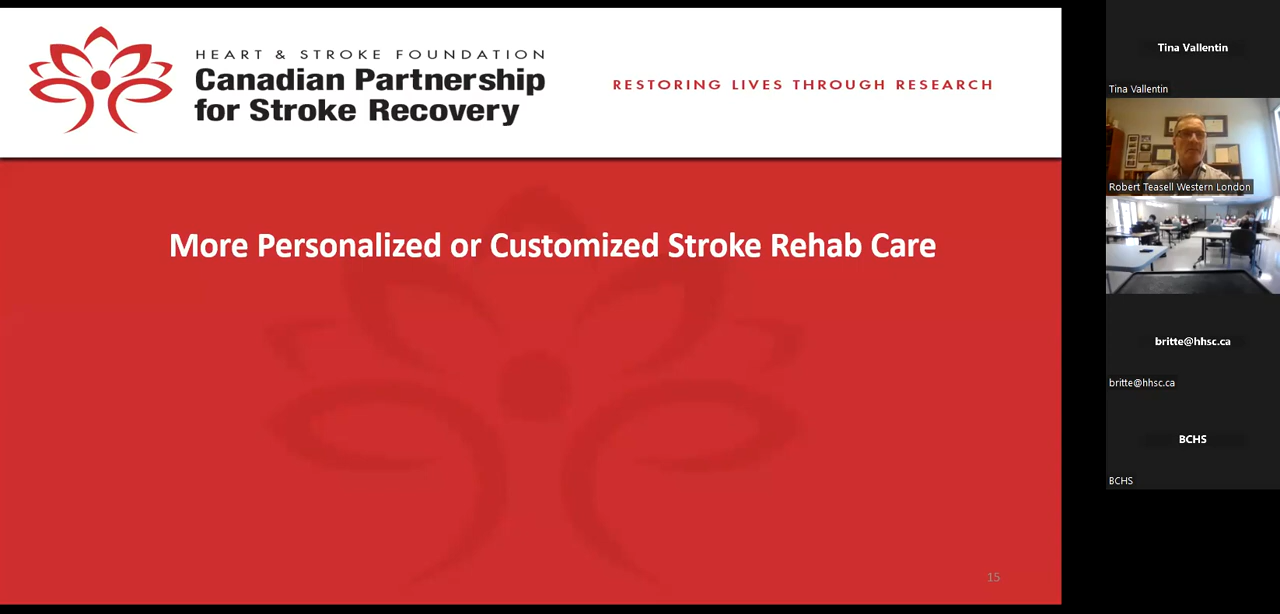 HEART & STROKE FOUNDATION
Canadian Partnership
for Stroke Recovery
RESTORING LIVES THROUGH RESEARCH
More Personalized or Customized Stroke Rehab Care
15
Tina Vallentin
Tina Vallentin
Robert Teasell Western London
britte@hhsc.ca
britte@hhsc.ca
BCHS
BCHS